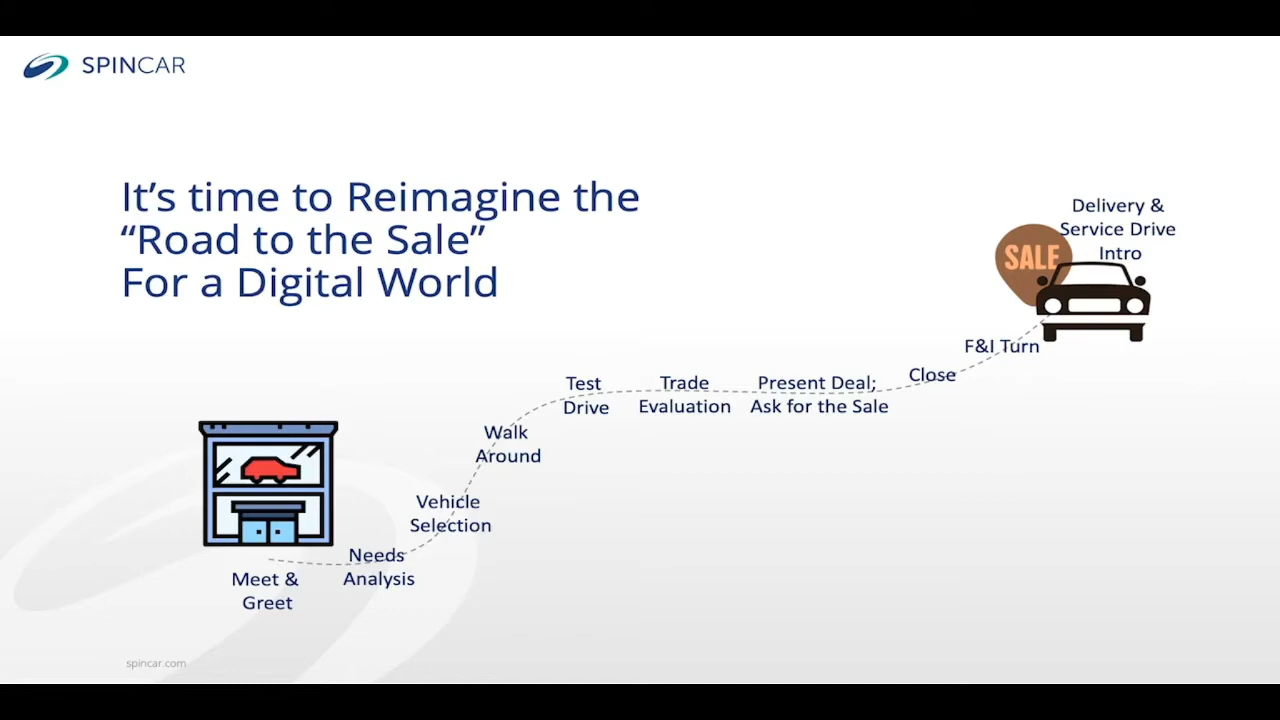 SPINCAR
It's time to Reimagine the
“Road to the Sale”
For a Digital World
Delivery &
Service Drive
Intro
SALE
F&I Turn
Close
Present Deal;
Ask for the Sale
Trade
Evaluation
Test
Drive
Walk
Around
Vehicle
Selection
Needs
Analysis
Meet &
Greet
spincar.com